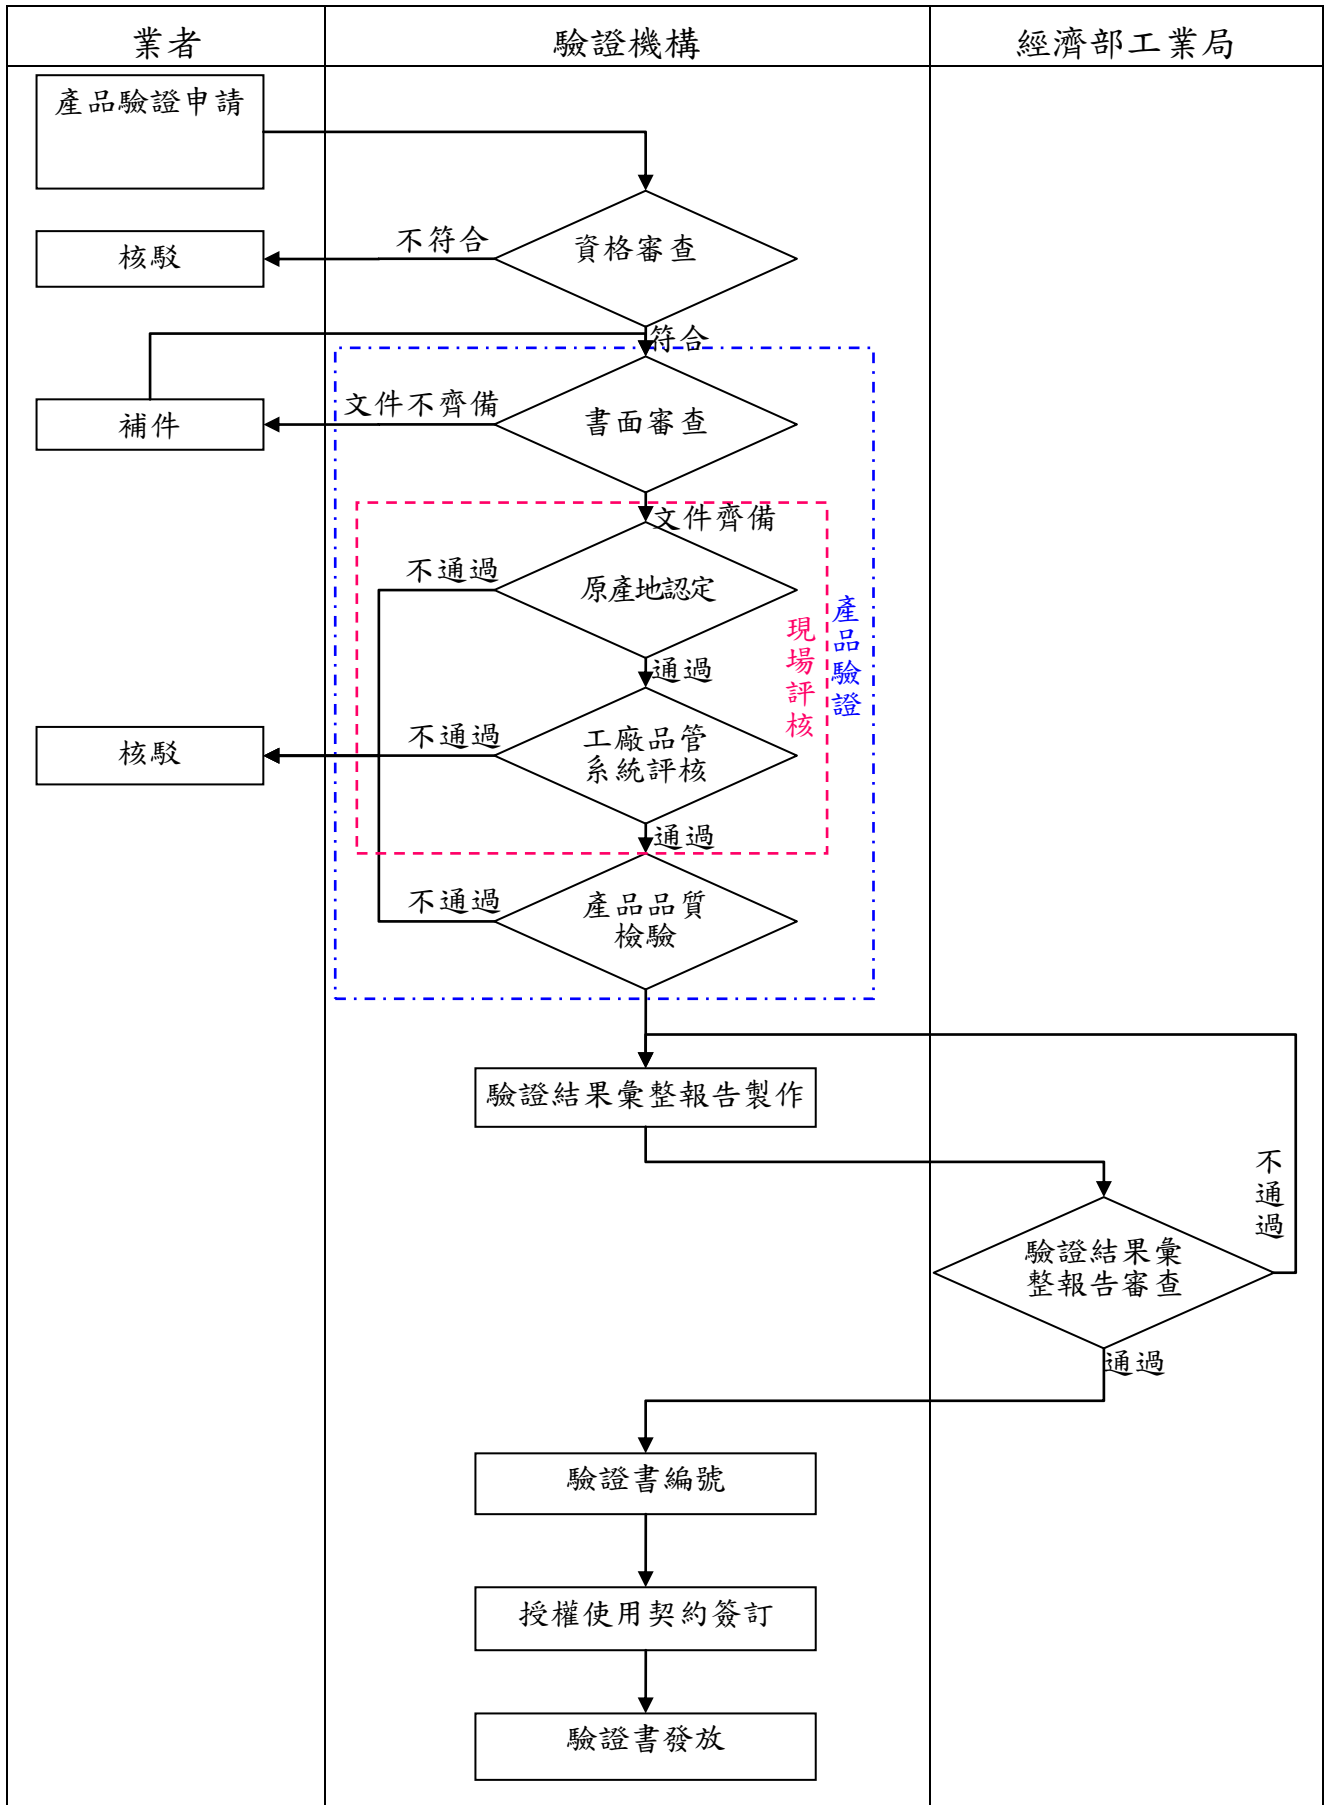 業者
驗證機構
經濟部工業局
產品驗證申請
不符合
資格審查
核駁
符合
文件不齊備
書面審查
補件
文件齊備
不通過
原產地認定
產品驗證
現場評核
通過
不通過
工廠品管
系統評核
核駁
通過
不通過
產品品質
檢驗
驗證結果彙整報告製作
不通過
驗證結果彙
整報告審查
通過
驗證書編號
授權使用契約簽訂
驗證書發放